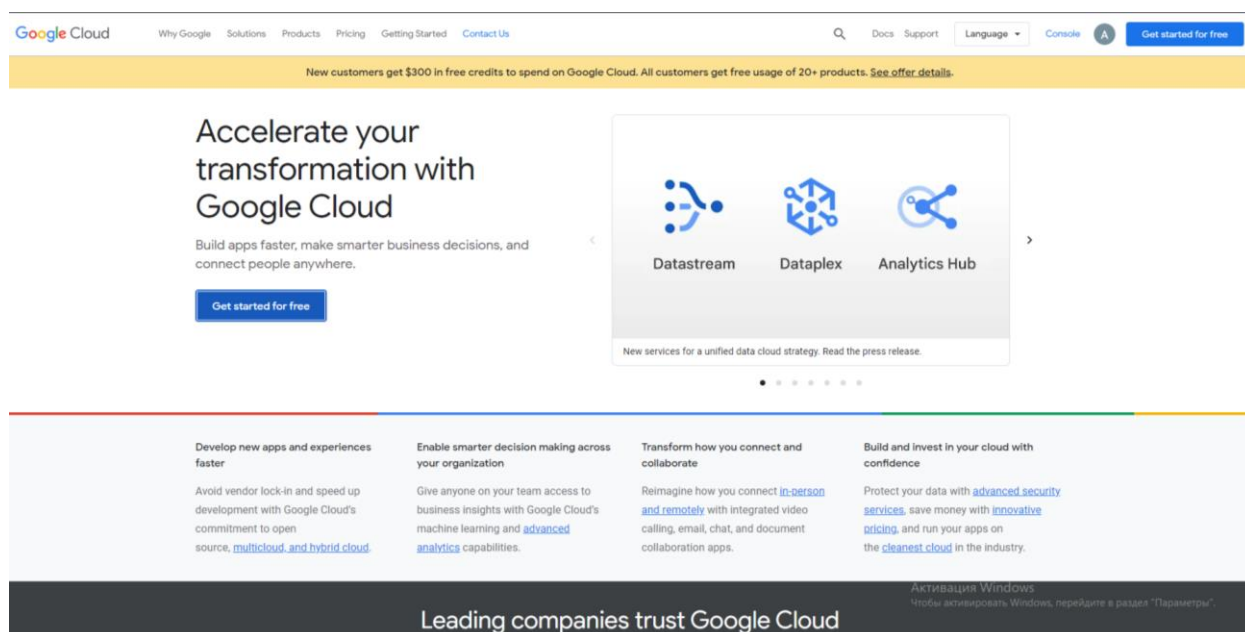 Google Cloud
Why Google Solutions Products Pricing Getting Started Contact Us
Docs Support Language Console A Get started for free
New customers get $300 in free credits to spend on Google Cloud. All customers get free usage of 20+ products. See offer details.
Accelerate your
transformation with
Google Cloud
Build apps faster, make smarter business decisions, and
connect people anywhere.
Get started for free
Datastream Dataplex Analytics Hub
New services for a unified data cloud strategy. Read the press release.
Develop new apps and experiences
faster
Avoid vendor lock-in and speed up
development with Google Cloud's
commitment to open
source, multicloud, and hybrid cloud.
Enable smarter decision making across
your organization
Give anyone on your team access to
business insights with Google Cloud's
machine learning and advanced
analytics capabilities.
Transform how you connect and
collaborate
Reimagine how you connect in-person
and remotely with integrated video
calling, email, chat, and document
collaboration apps.
Build and invest in your cloud with
confidence
Protect your data with advanced security
services, save money with innovative
pricing, and run your apps on
the cleanest cloud in the industry.
Активация Windows
Чтобы активировать Windows, перейдите в раздел "Параметры".
Leading companies trust Google Cloud